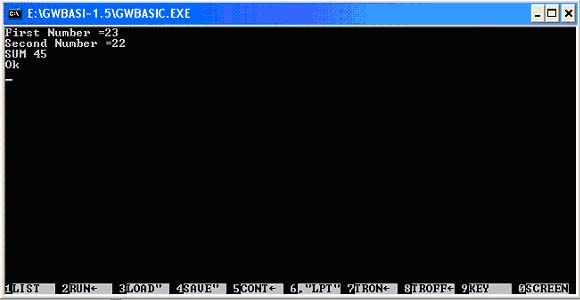 E:\GWBASI~1.5\GWBASIC.EXE
First Number =23
Second Number =22
SUM 45
Ok
1LIST 2RUN← 3LOAD" 4SAVE" 5CONT← 6,"LPT" 7TRON← 8TROFF← 9KEY 0SCREEN